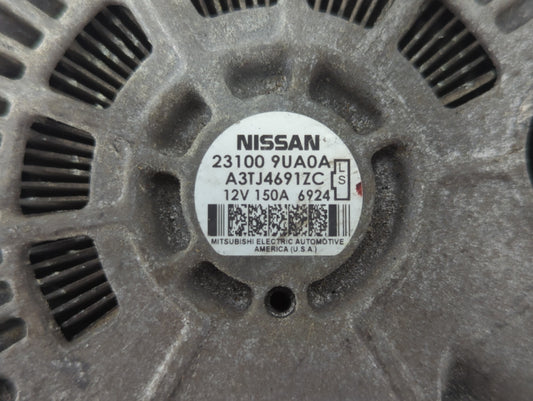 NISSAN
23100 9UA0A
A3TJ4691ZC
L
S
12V 150A 6924
MITSUBISHI ELECTRIC AUTOMOTIVE
AMERICA (U.S.A.)